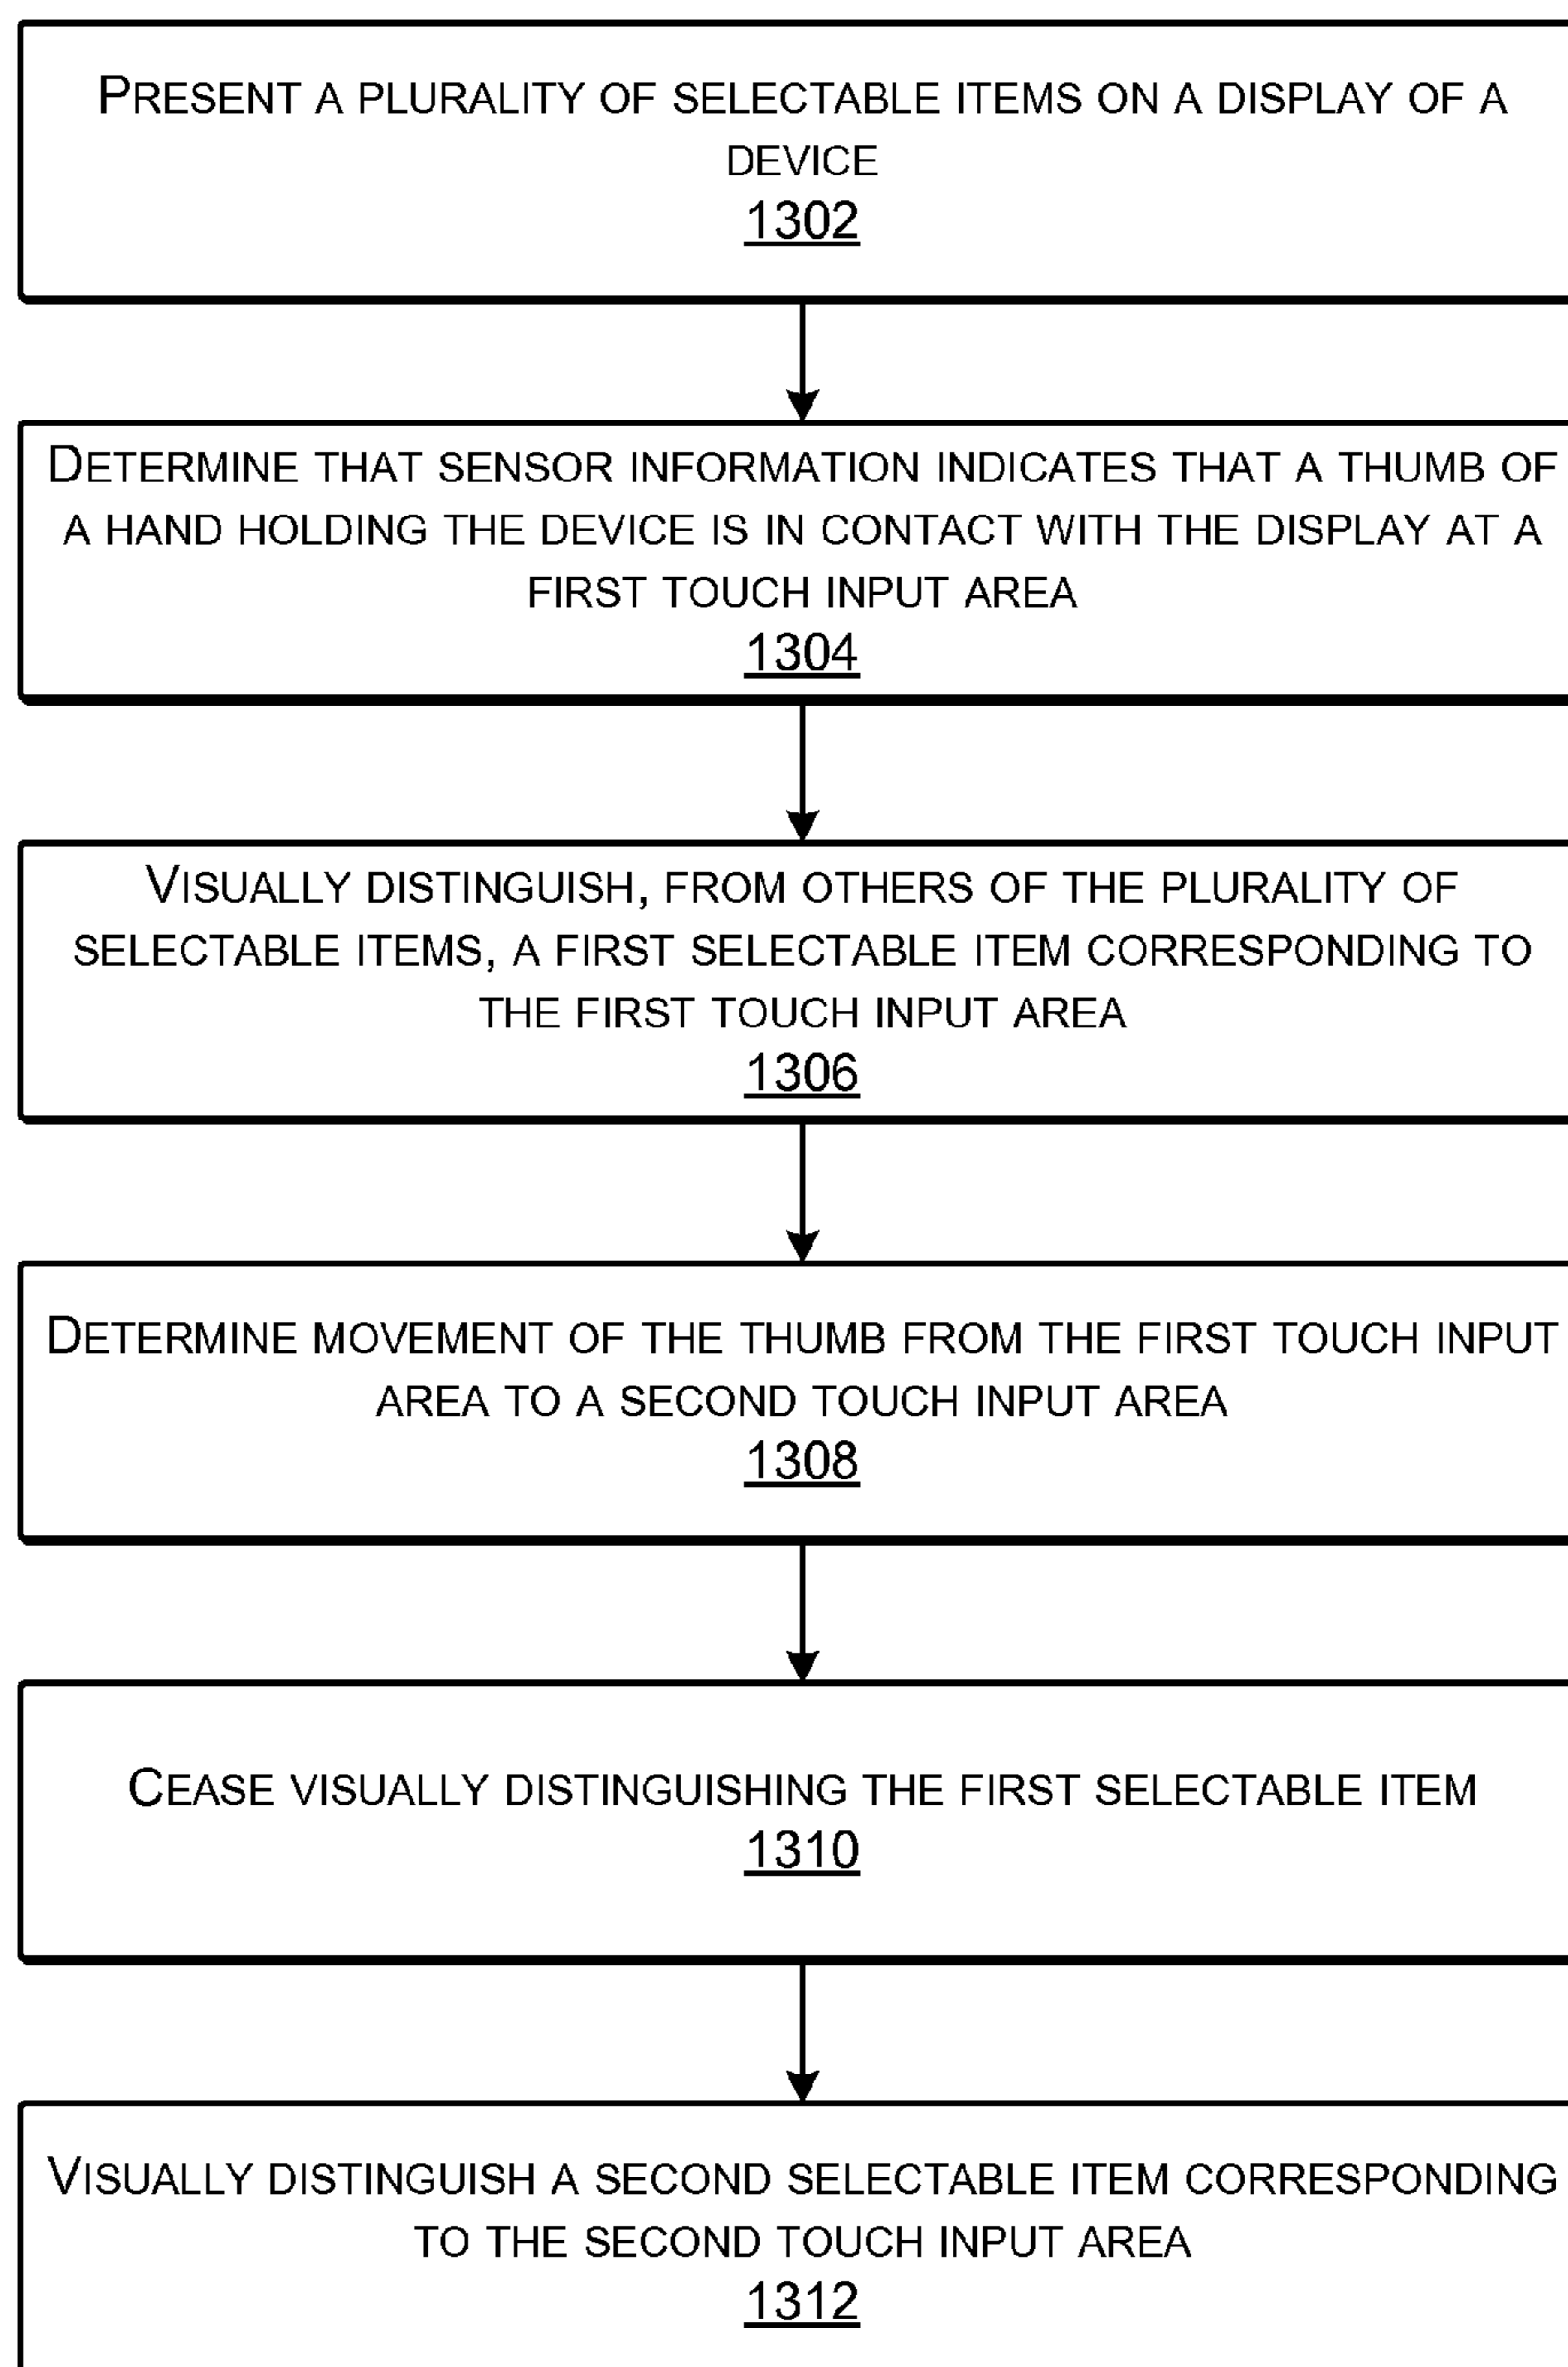 PRESENT A PLURALITY OF SELECTABLE ITEMS ON A DISPLAY OF A
DEVICE
1302
DETERMINE THAT SENSOR INFORMATION INDICATES THAT A THUMB OF
A HAND HOLDING THE DEVICE IS IN CONTACT WITH THE DISPLAY AT A
FIRST TOUCH INPUT AREA
1304
VISUALLY DISTINGUISH, FROM OTHERS OF THE PLURALITY OF
SELECTABLE ITEMS, A FIRST SELECTABLE ITEM CORRESPONDING TO
THE FIRST TOUCH INPUT AREA
1306
DETERMINE MOVEMENT OF THE THUMB FROM THE FIRST TOUCH INPUT
AREA TO A SECOND TOUCH INPUT AREA
1308
CEASE VISUALLY DISTINGUISHING THE FIRST SELECTABLE ITEM
1310
VISUALLY DISTINGUISH A SECOND SELECTABLE ITEM CORRESPONDING
TO THE SECOND TOUCH INPUT AREA
1312